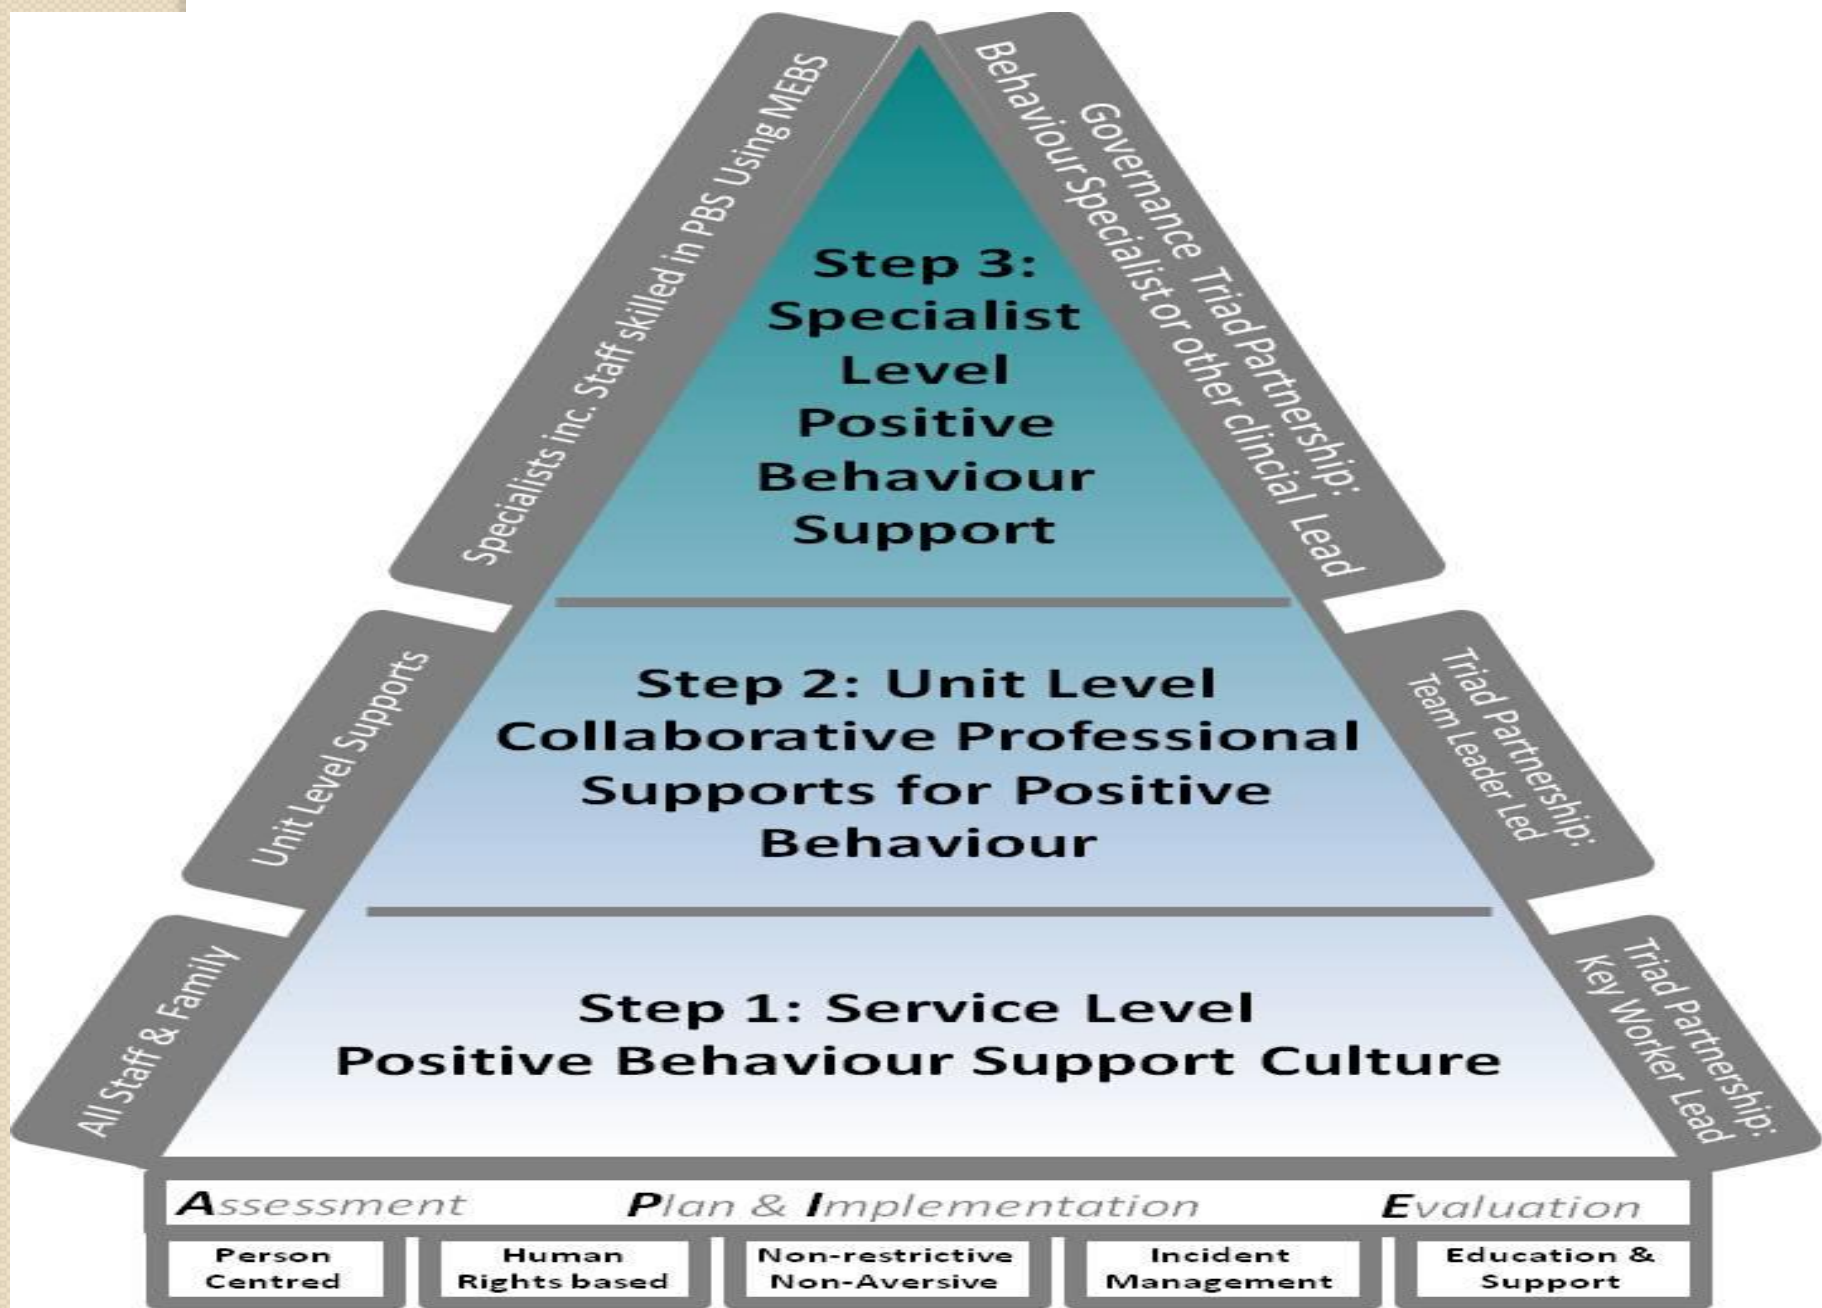 Specialists inc. Staff skilled in PBS Using MEBS
Governance Triad Partnership:
Behaviour Specialist or other clincial Lead
Step 3:
Specialist
Level
Positive
Behaviour
Support
Unit Level Supports
Step 2: Unit Level
Collaborative Professional
Supports for Positive
Behaviour
Triad Partnership:
Team Leader Led
All Staff & Family
Step 1: Service Level
Positive Behaviour Support Culture
Triad Partnership:
Key Worker Lead
Assessment Plan & Implementation Evaluation
Person
Centred
Human
Rights based
Non-restrictive
Non-Aversive
Incident
Management
Education &
Support